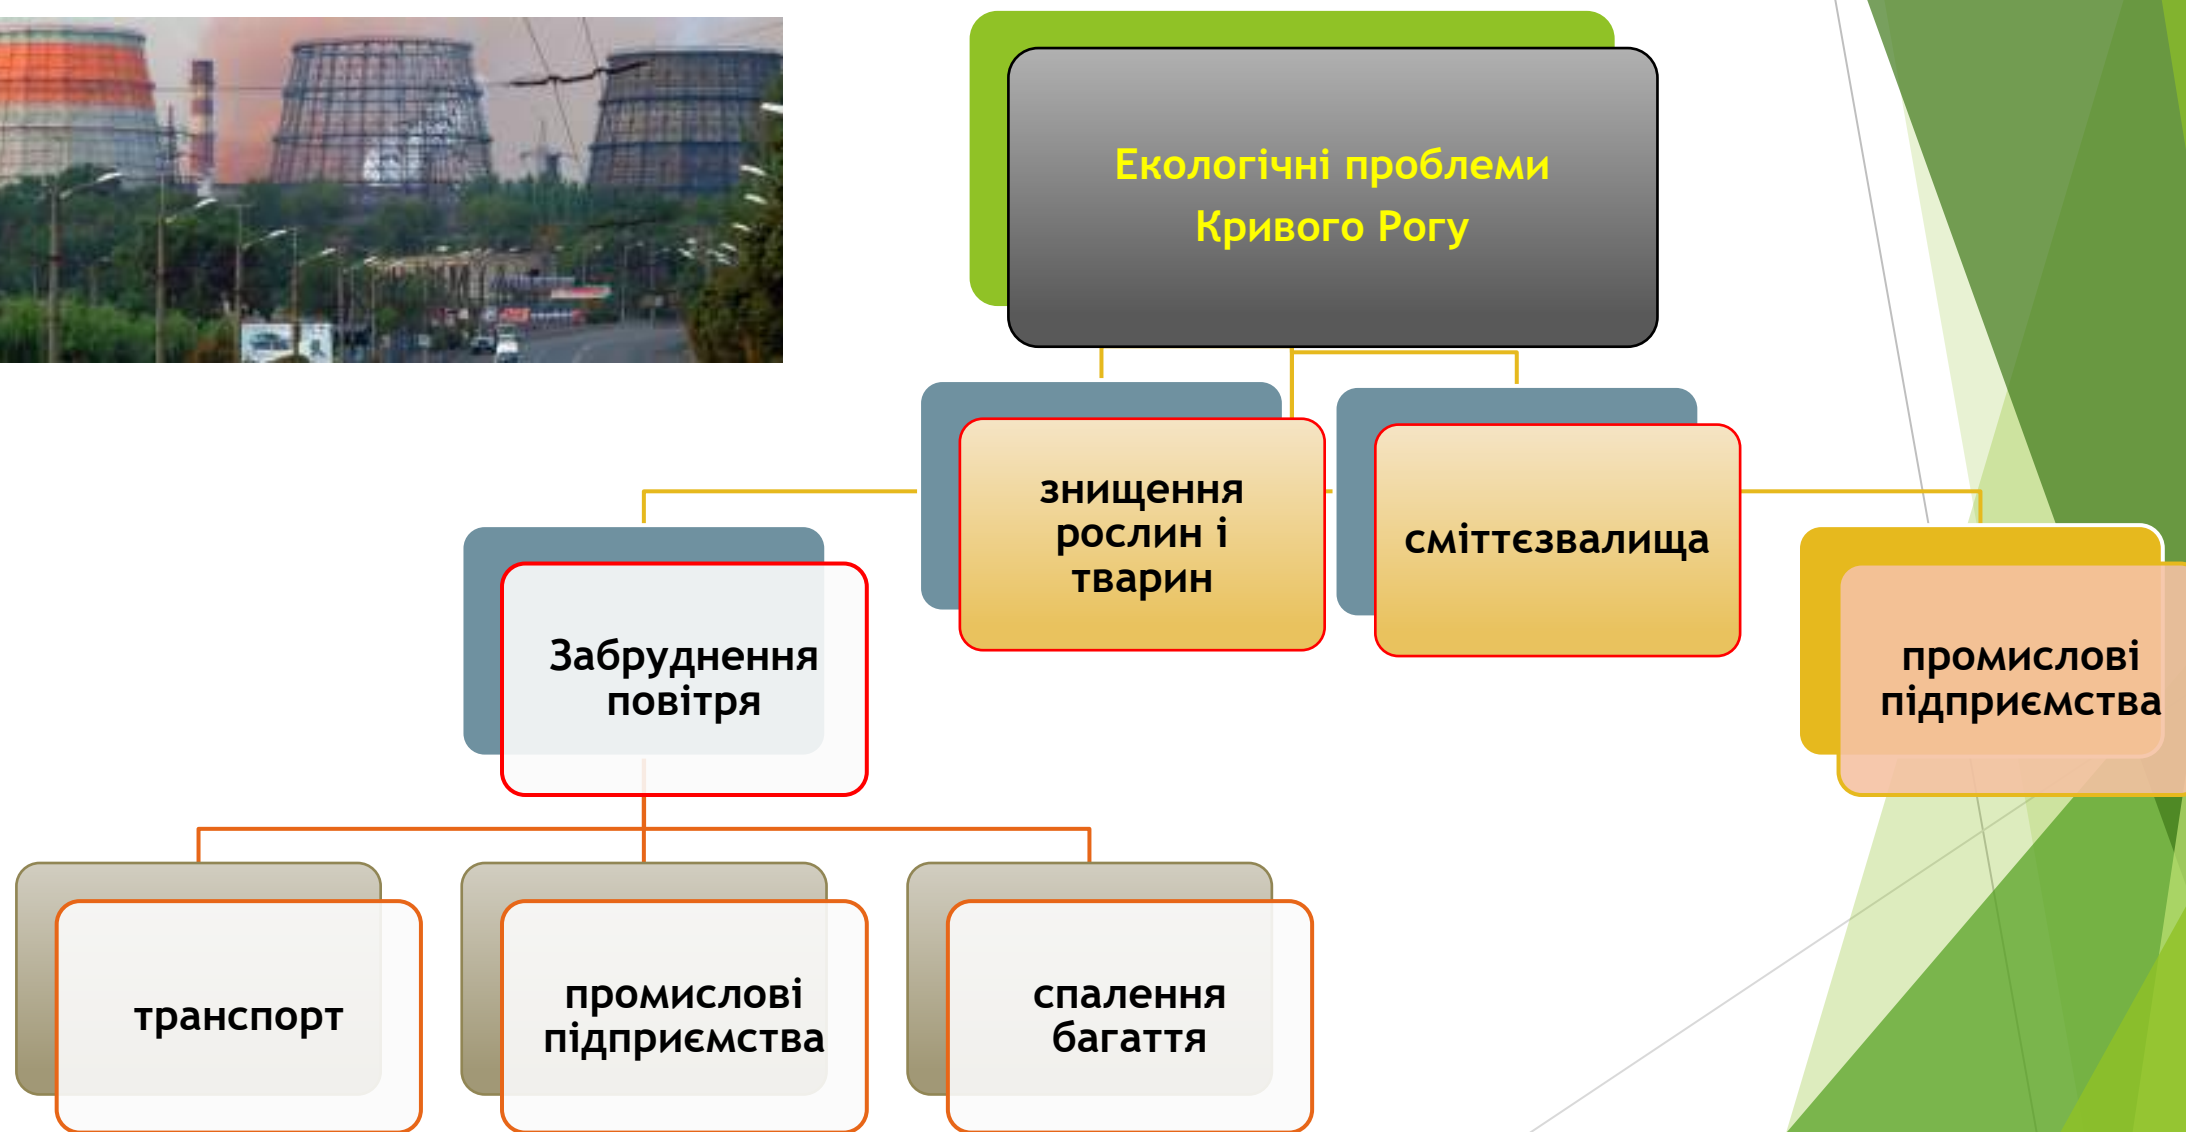 Екологічні проблеми
Кривого Рогу
знищення
рослин і
тварин
сміттєзвалища
Забруднення
повітря
промислові
підприємства
транспорт
промислові
підприємства
спалення
багаття